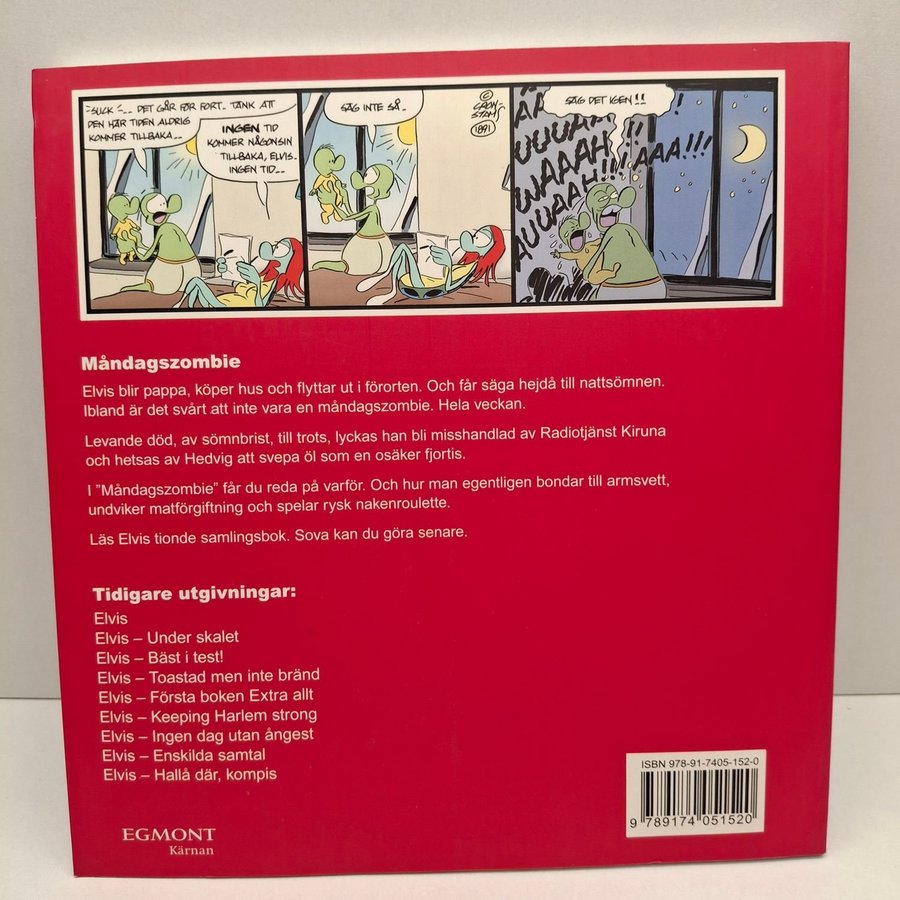 *SUCK*... DET GÅR FÖR FORT.. TÄNK ATT
DEN HÄR TIDEN ALDRIG
KOMMER TILLBAKA...
INGEN TID
KOMMER NÅGONSIN
TILLBAKA, ELVIS.
INGEN TID...
SÄG INTE SÅ..
©
CRON-
STAM
1891
SÄG DET IGEN!!
UUUAH
WAAAH
AUUUAAH!!!!AAA!!!
Måndagszombie
Elvis blir pappa, köper hus och flyttar ut i förorten. Och får säga hejdå till nattsömnen.
Ibland är det svårt att inte vara en måndagszombie. Hela veckan.
Levande död, av sömnbrist, till trots, lyckas han bli misshandlad av Radiotjänst Kiruna
och hetsas av Hedvig att svepa öl som en osäker fjortis.
I ”Måndagszombie” får du reda på varför. Och hur man egentligen bondar till armsvett,
undviker matförgiftning och spelar rysk nakenroulette.
Läs Elvis tionde samlingsbok. Sova kan du göra senare.
Tidigare utgivningar:
Elvis
Elvis – Under skalet
Elvis – Bäst i test!
Elvis – Toastad men inte bränd
Elvis – Första boken Extra allt
Elvis – Keeping Harlem strong
Elvis – Ingen dag utan ångest
Elvis – Enskilda samtal
Elvis – Hallå där, kompis
EGMONT
Kärnan
ISBN 978-91-7405-152-0
9 789174 051520